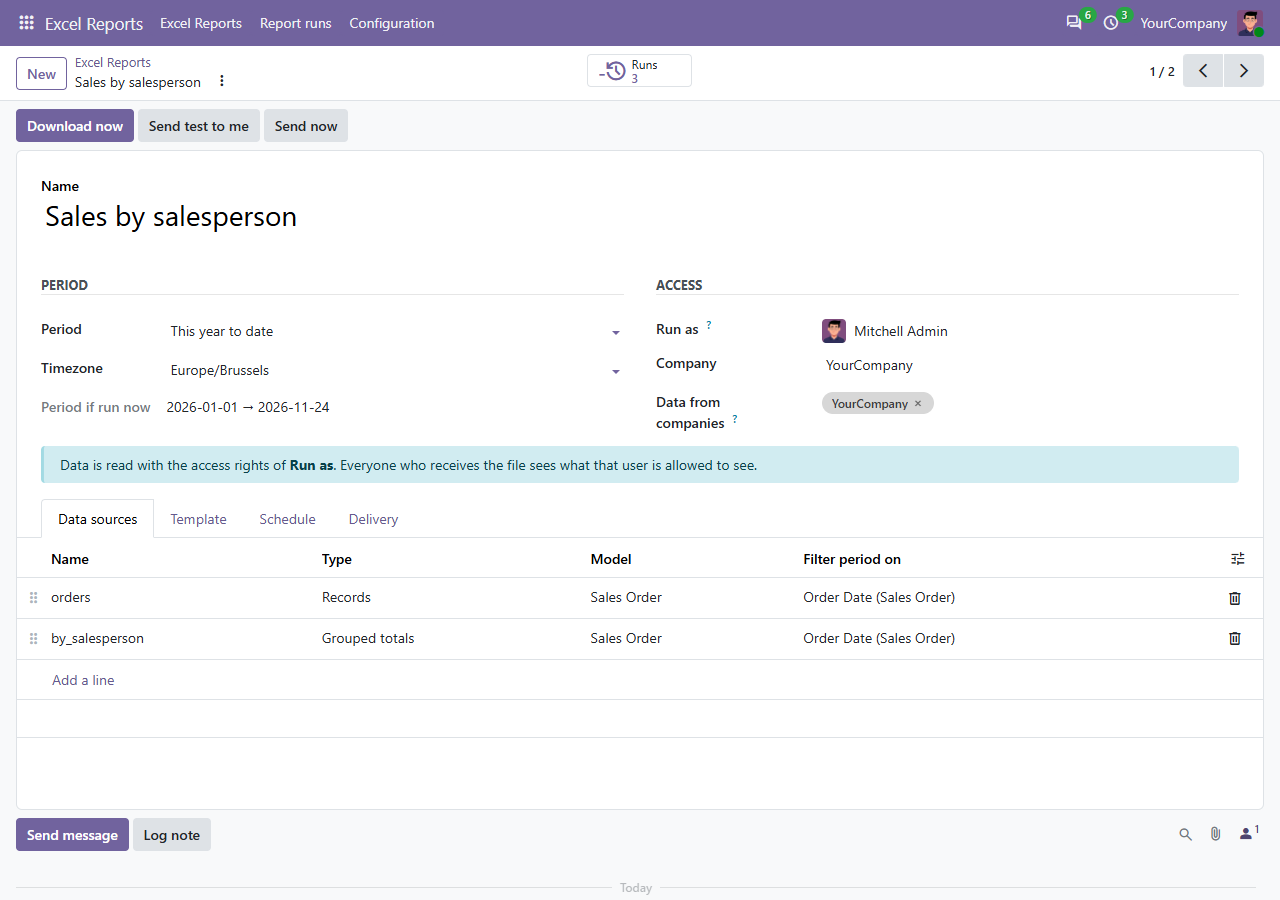 Excel Reports Excel Reports Report runs Configuration 6 3 YourCompany
New Excel Reports Runs 1 / 2
Sales by salesperson 3
Download now Send test to me Send now
Name
Sales by salesperson
PERIOD ACCESS
Period This year to date Run as ? Mitchell Admin
Timezone Europe/Brussels Company YourCompany
Period if run now 2026-01-01 → 2026-11-24 Data from companies ? YourCompany ×
Data is read with the access rights of Run as. Everyone who receives the file sees what that user is allowed to see.
Data sources Template Schedule Delivery
Name Type Model Filter period on
orders Records Sales Order Order Date (Sales Order)
by_salesperson Grouped totals Sales Order Order Date (Sales Order)
Add a line
Send message Log note 1
Today